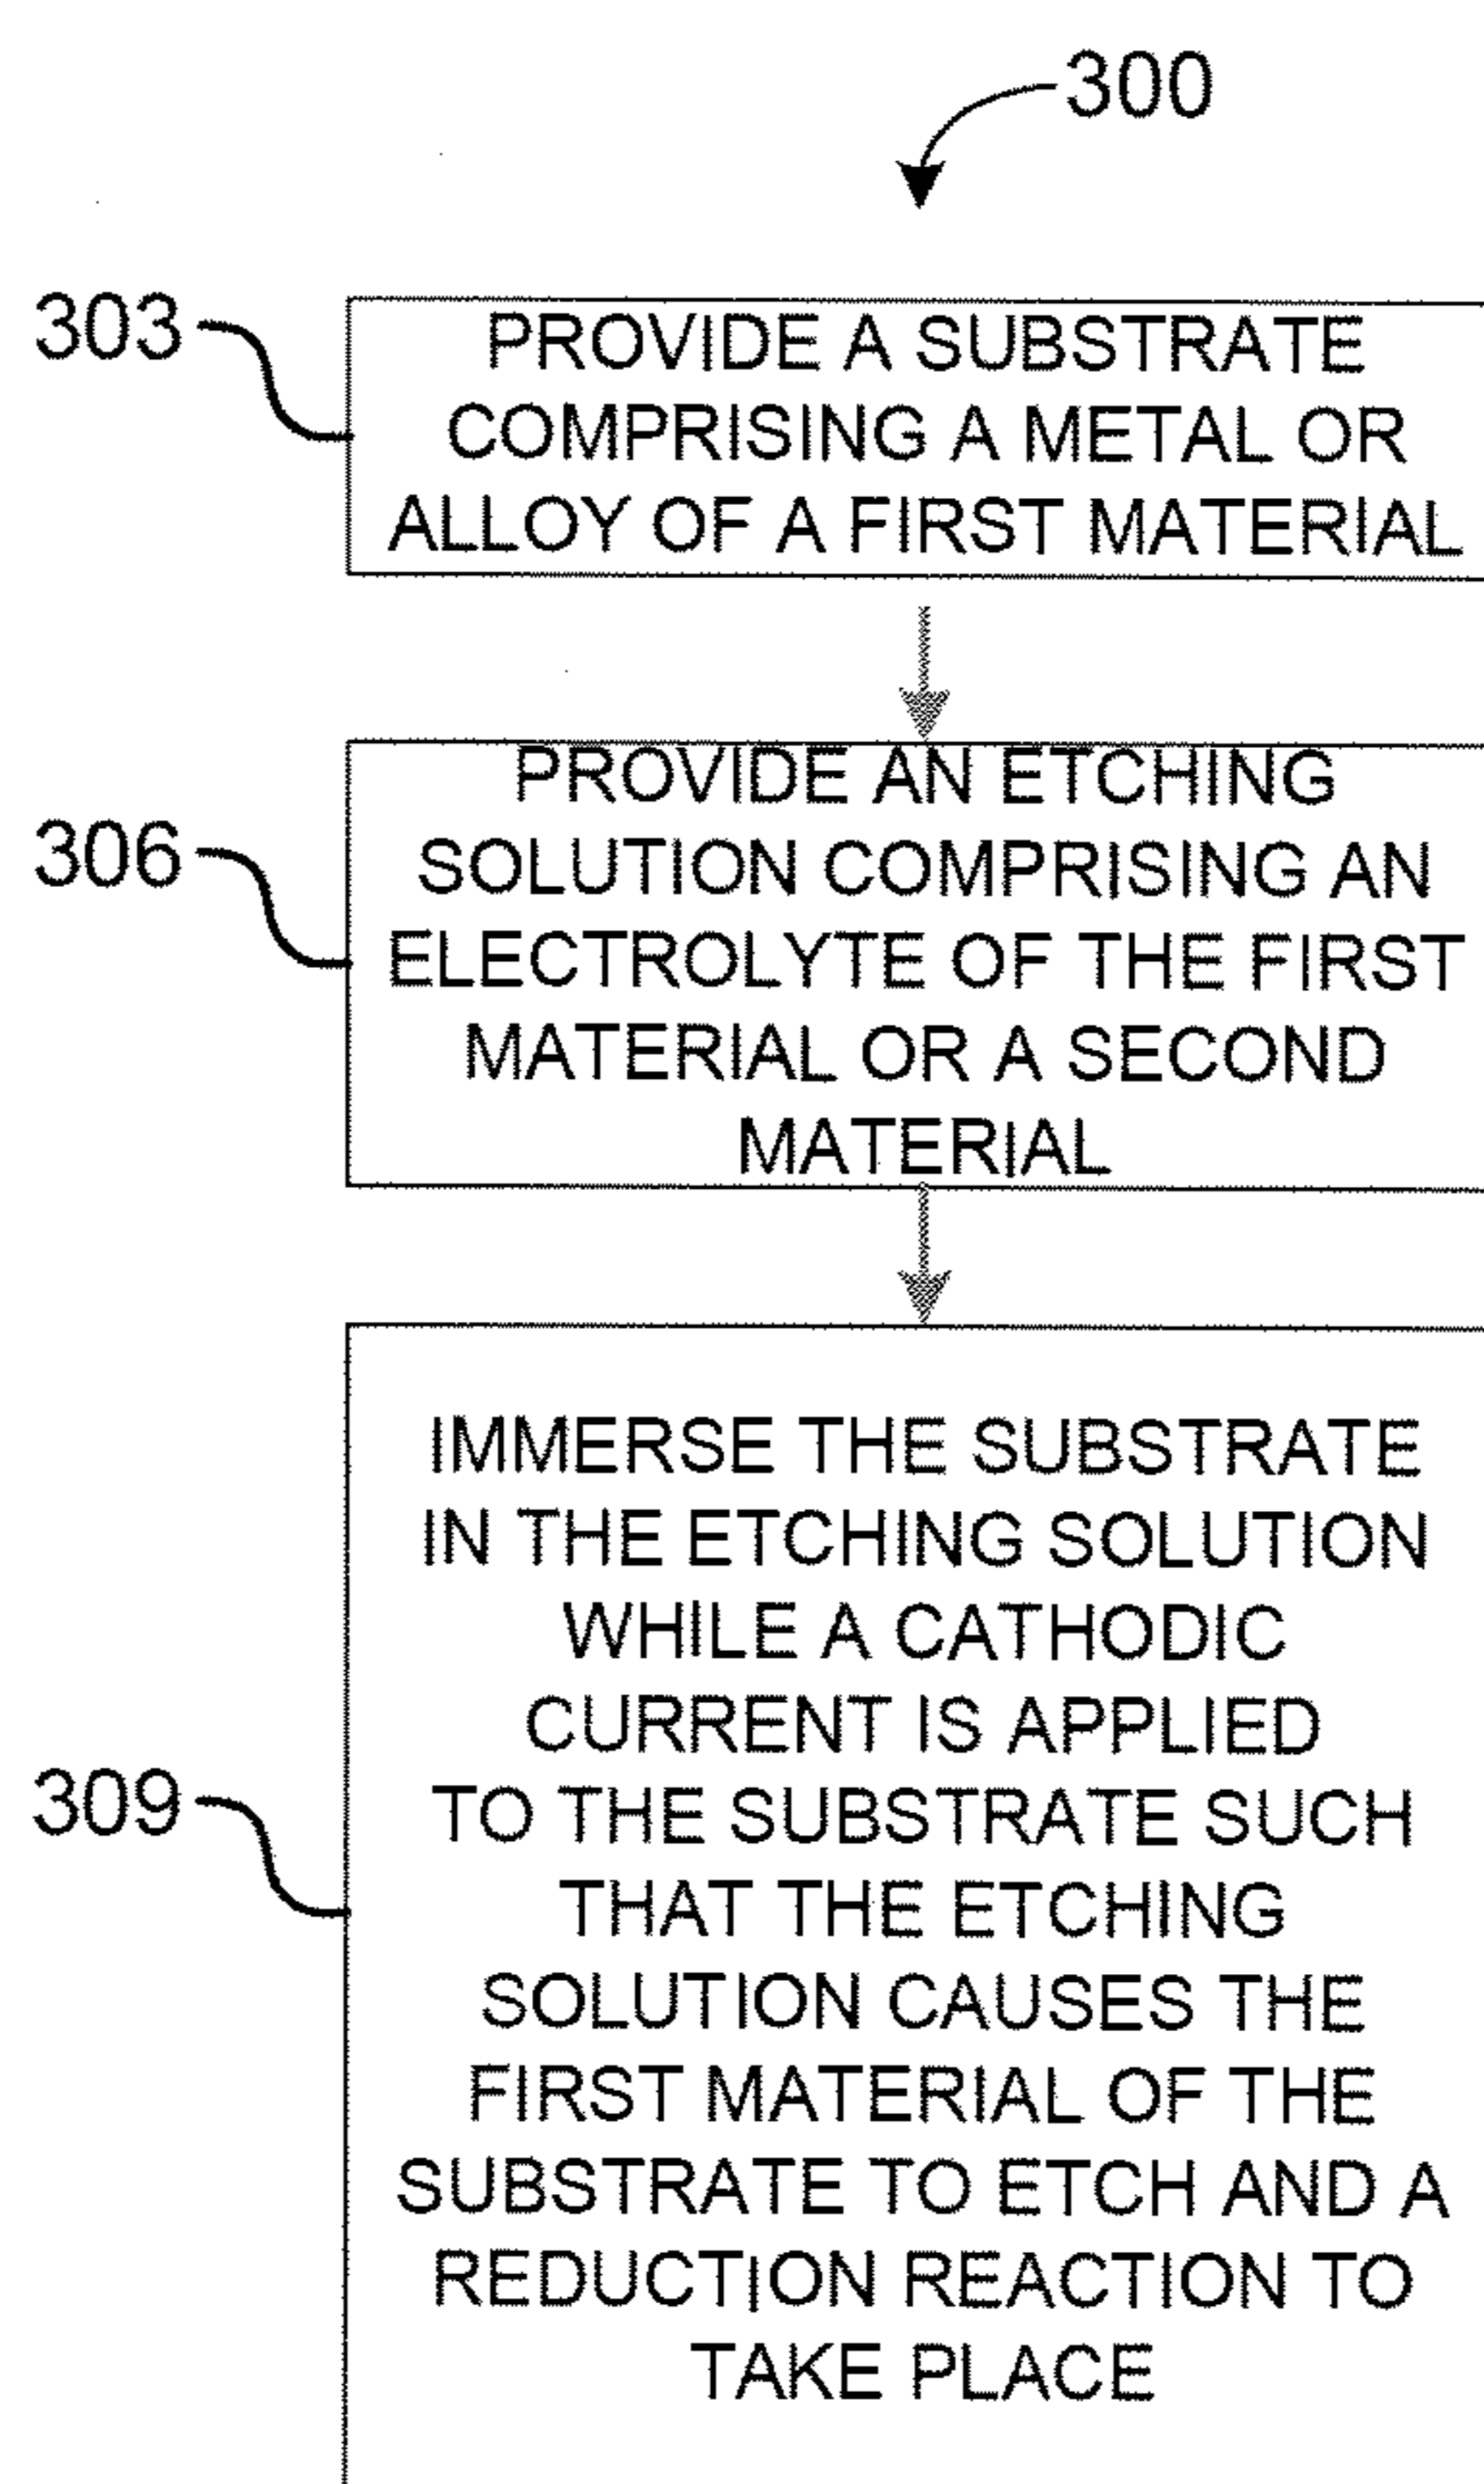 300
303
PROVIDE A SUBSTRATE
COMPRISING A METAL OR
ALLOY OF A FIRST MATERIAL
306
PROVIDE AN ETCHING
SOLUTION COMPRISING AN
ELECTROLYTE OF THE FIRST
MATERIAL OR A SECOND
MATERIAL
309
IMMERSE THE SUBSTRATE
IN THE ETCHING SOLUTION
WHILE A CATHODIC
CURRENT IS APPLIED
TO THE SUBSTRATE SUCH
THAT THE ETCHING
SOLUTION CAUSES THE
FIRST MATERIAL OF THE
SUBSTRATE TO ETCH AND A
REDUCTION REACTION TO
TAKE PLACE